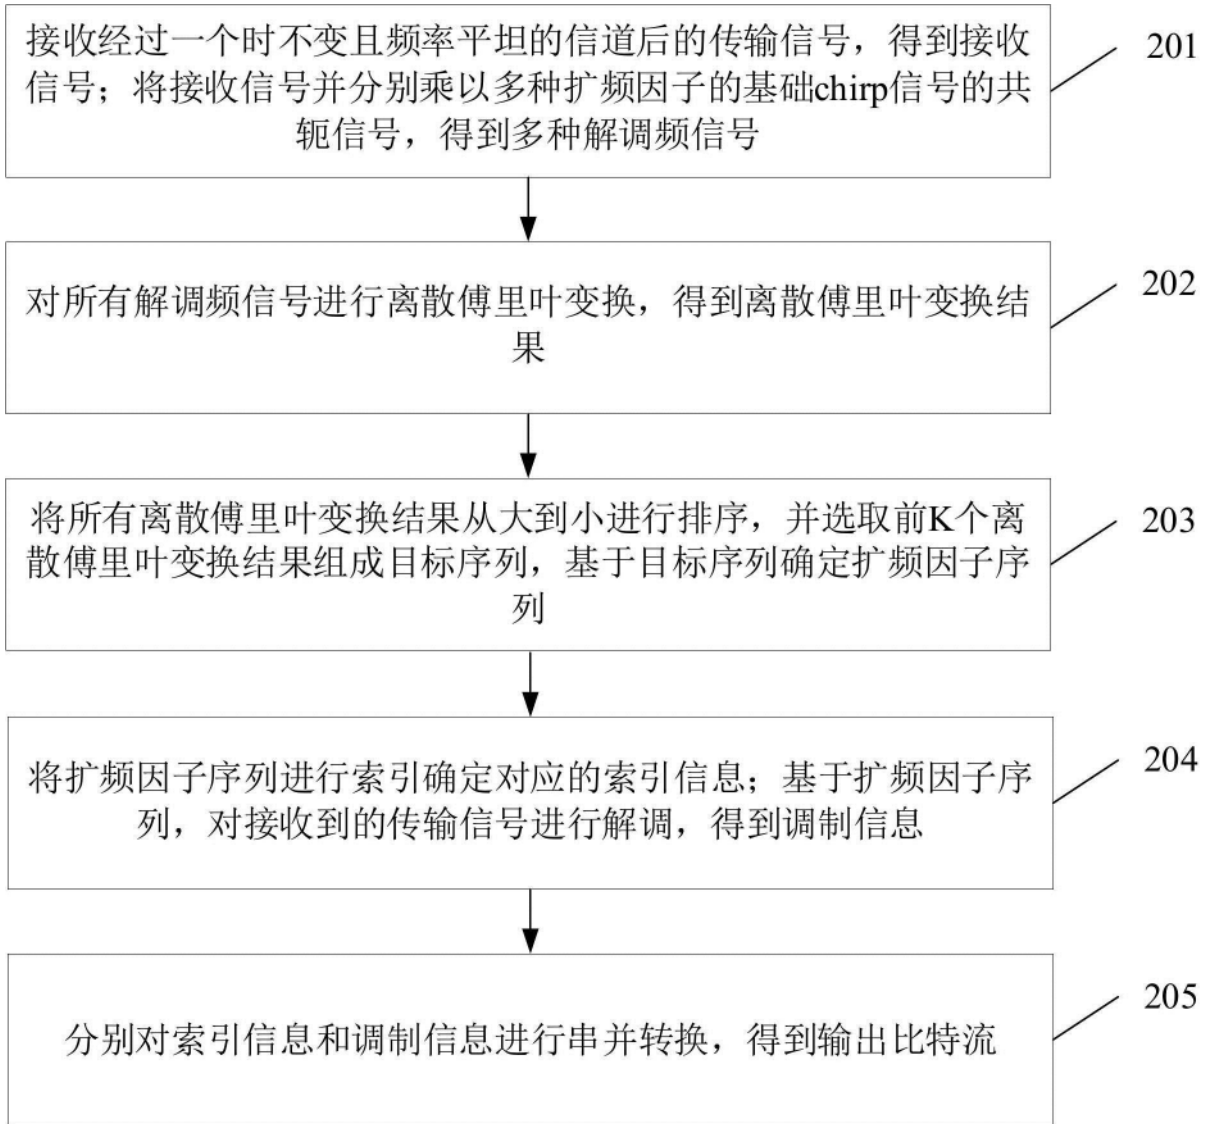 接收经过一个时不变且频率平坦的信道后的传输信号，得到接收
信号；将接收信号并分别乘以多种扩频因子的基础chirp信号的共
轭信号，得到多种解调频信号
201
对所有解调频信号进行离散傅里叶变换，得到离散傅里叶变换结
果
202
将所有离散傅里叶变换结果从大到小进行排序，并选取前K个离
散傅里叶变换结果组成目标序列，基于目标序列确定扩频因子序
列
203
将扩频因子序列进行索引确定对应的索引信息；基于扩频因子序
列，对接收到的传输信号进行解调，得到调制信息
204
分别对索引信息和调制信息进行串并转换，得到输出比特流
205